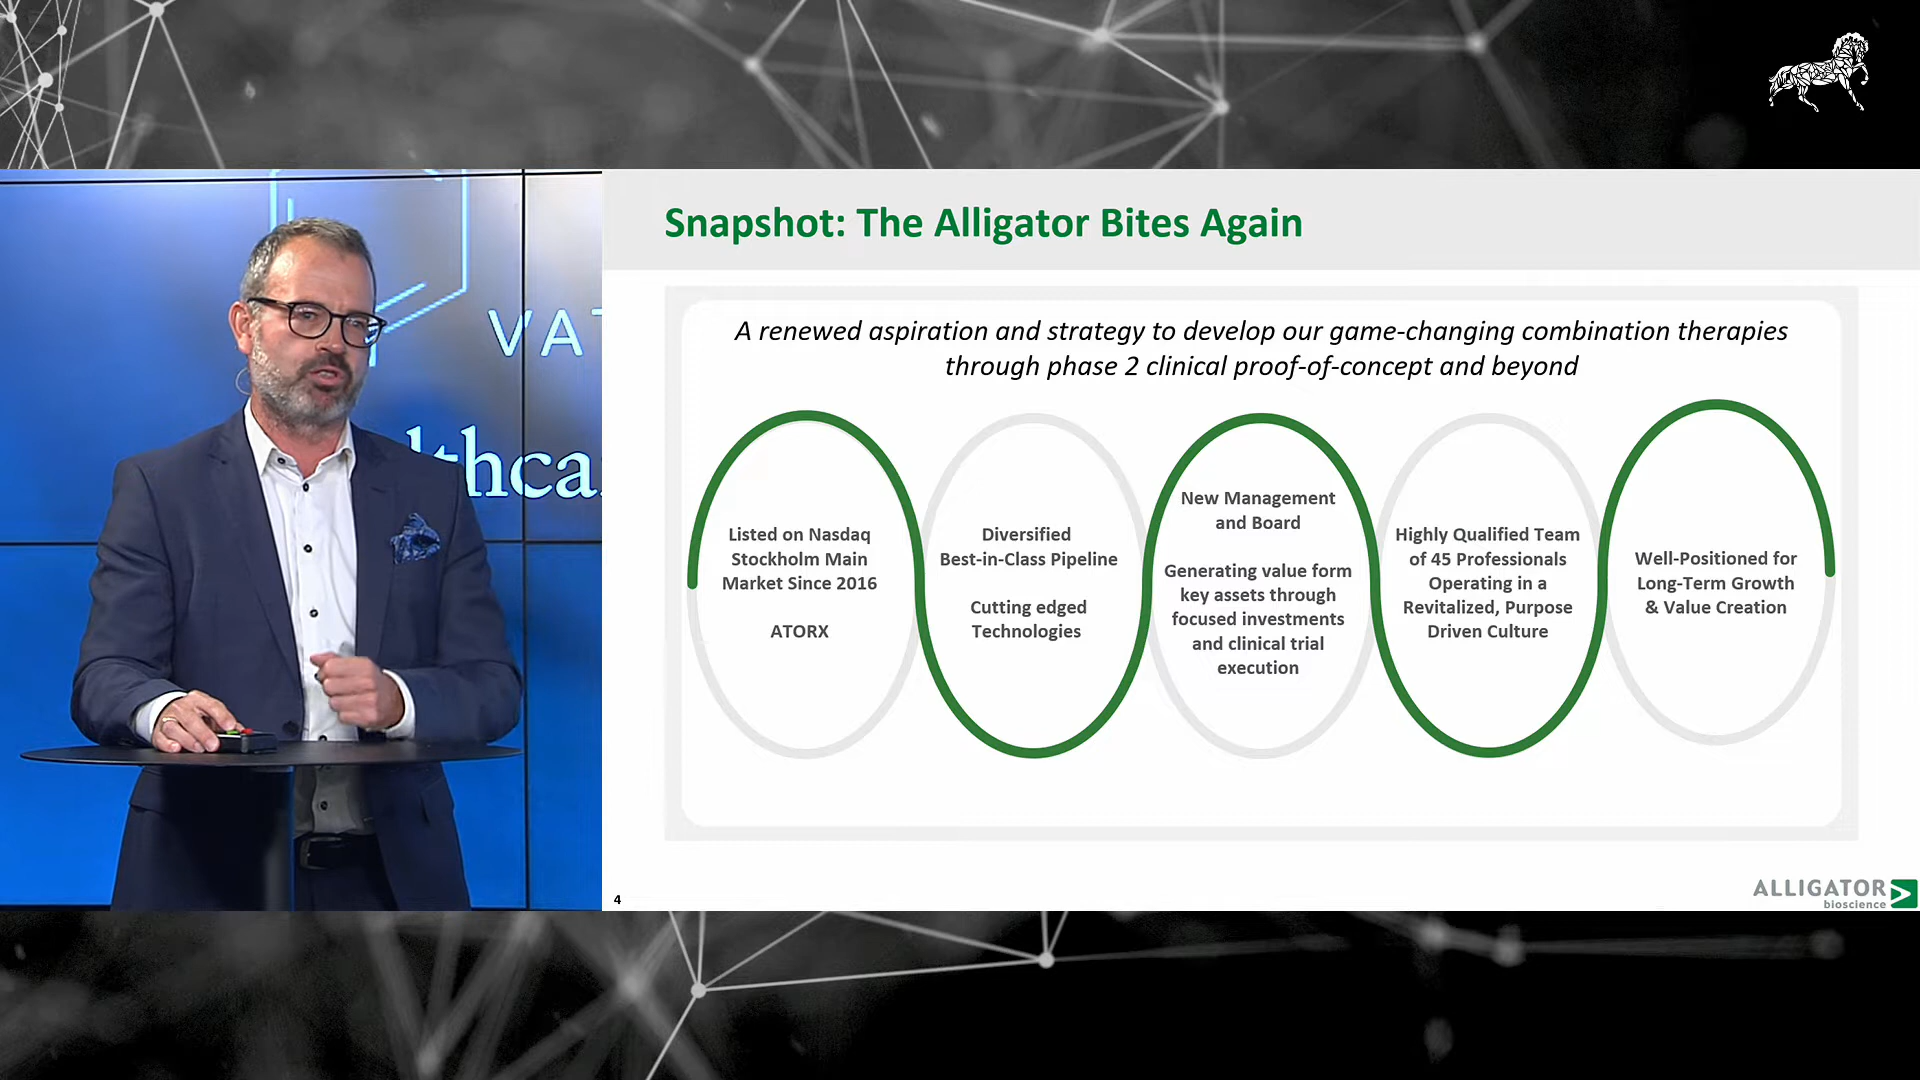 Snapshot: The Alligator Bites Again
A renewed aspiration and strategy to develop our game-changing combination therapies
through phase 2 clinical proof-of-concept and beyond
Listed on Nasdaq
Stockholm Main
Market Since 2016
ATORX
Diversified
Best-in-Class Pipeline
Cutting edged
Technologies
New Management
and Board
Generating value form
key assets through
focused investments
and clinical trial
execution
Highly Qualified Team
of 45 Professionals
Operating in a
Revitalized, Purpose
Driven Culture
Well-Positioned for
Long-Term Growth
& Value Creation
4
ALLIGATOR
bioscience